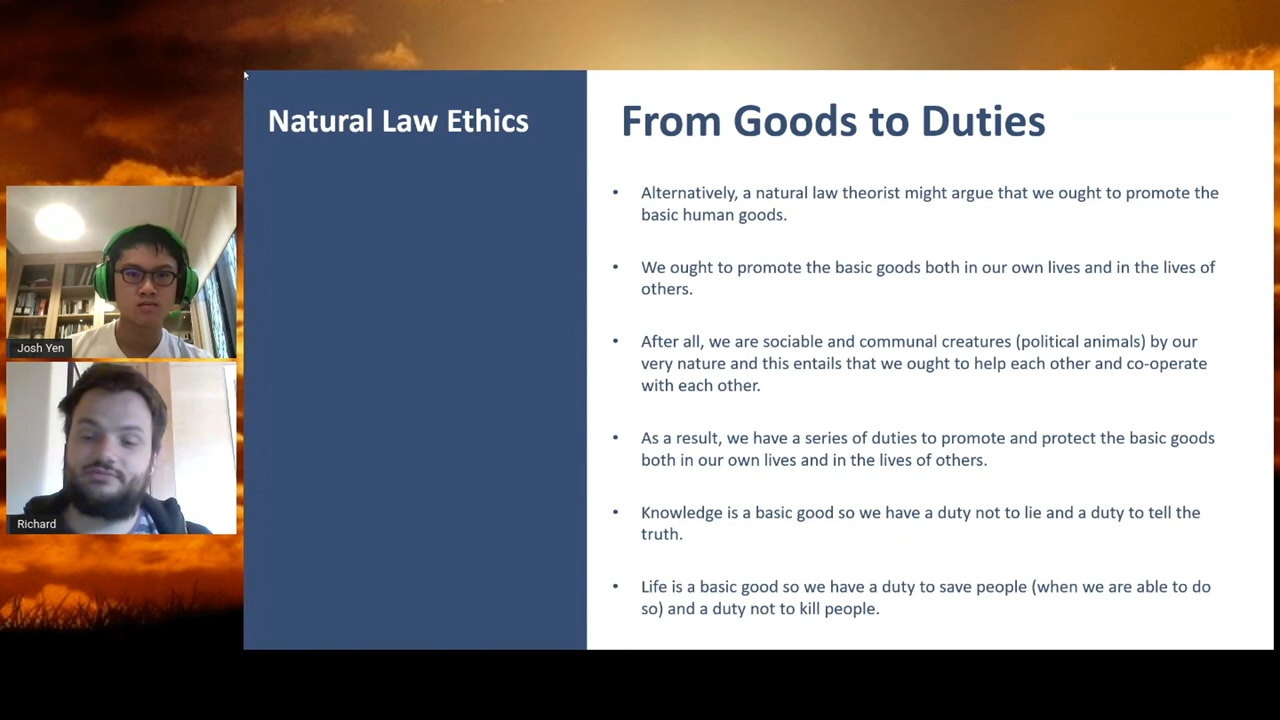 Natural Law Ethics
From Goods to Duties
• Alternatively, a natural law theorist might argue that we ought to promote the
basic human goods.
• We ought to promote the basic goods both in our own lives and in the lives of
others.
• After all, we are sociable and communal creatures (political animals) by our
very nature and this entails that we ought to help each other and co-operate
with each other.
• As a result, we have a series of duties to promote and protect the basic goods
both in our own lives and in the lives of others.
• Knowledge is a basic good so we have a duty not to lie and a duty to tell the
truth.
• Life is a basic good so we have a duty to save people (when we are able to do
so) and a duty not to kill people.
Josh Yen
Richard